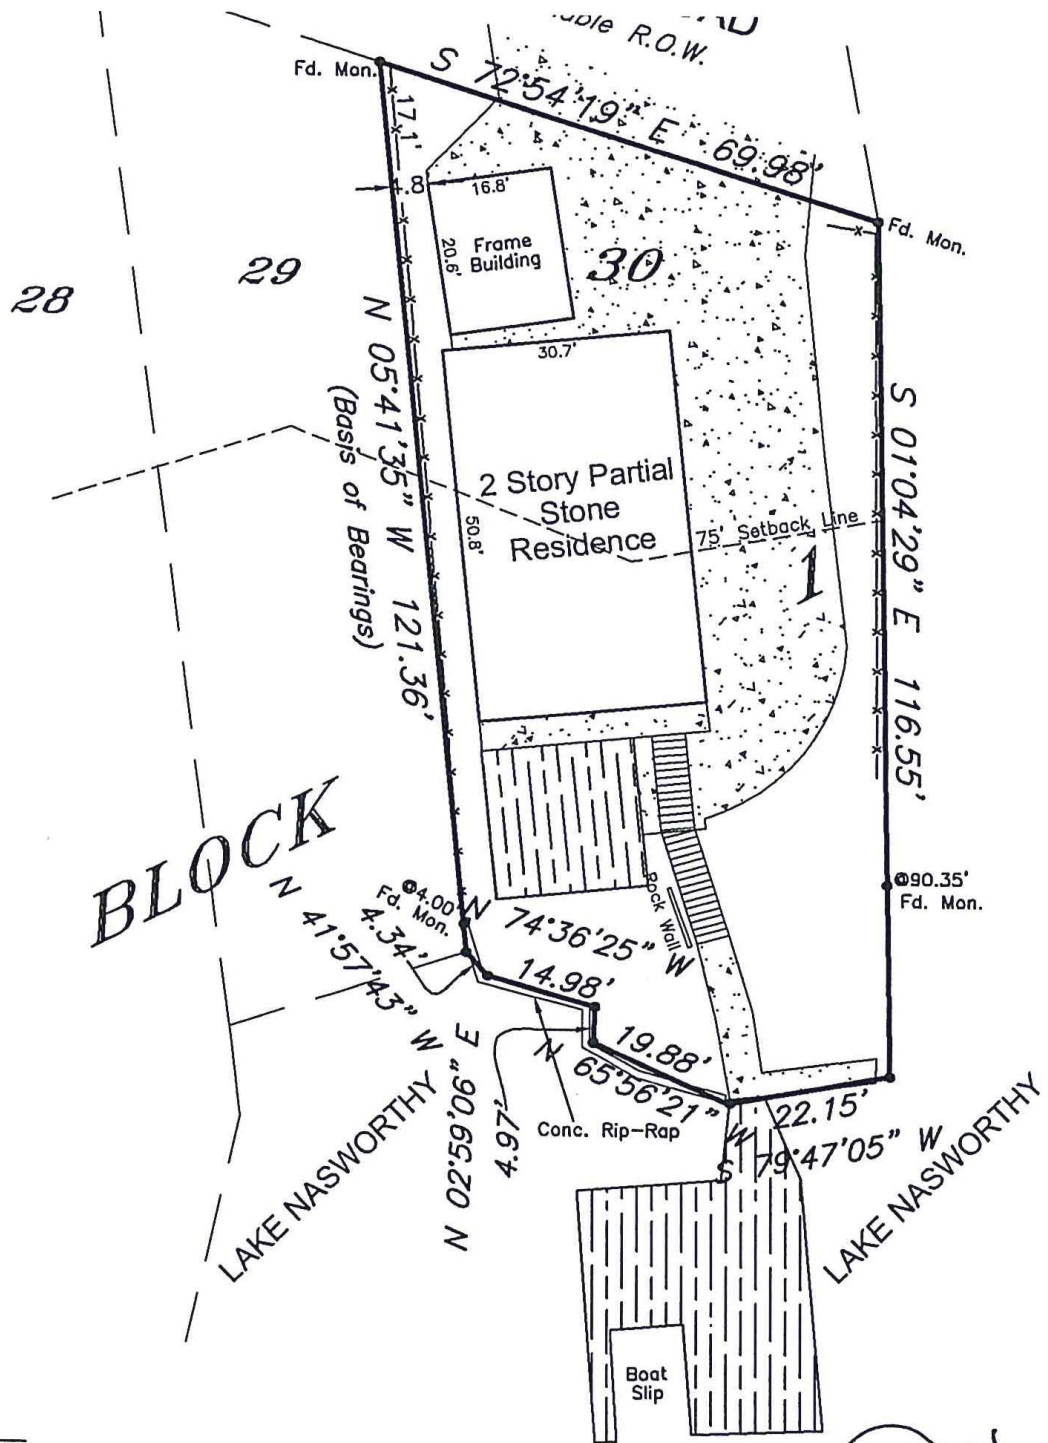 R.O.W.
Fd. Mon.
S 72°54'19" E 69.98'
17.1'
.8
16.8'
20.6'
Frame
Building
30
Fd. Mon.
28
29
30.7'
N 05°41'35" W 121.36'
(Basis of Bearings)
S 01°04'29" E 116.55'
2 Story Partial
Stone
Residence
50.8'
75' Setback Line
1
BLOCK
@90.35'
Fd. Mon.
@4.00'
Fd. Mon.
Rock Wall
N 74°36'25" W
14.98'
N 41°57'43" W
4.34'
N 02°59'06" E
4.97'
19.88'
N 65°56'21" W
Conc. Rip-Rap
22.15'
S 79°47'05" W
LAKE NASWORTHY
LAKE NASWORTHY
Boat
Slip